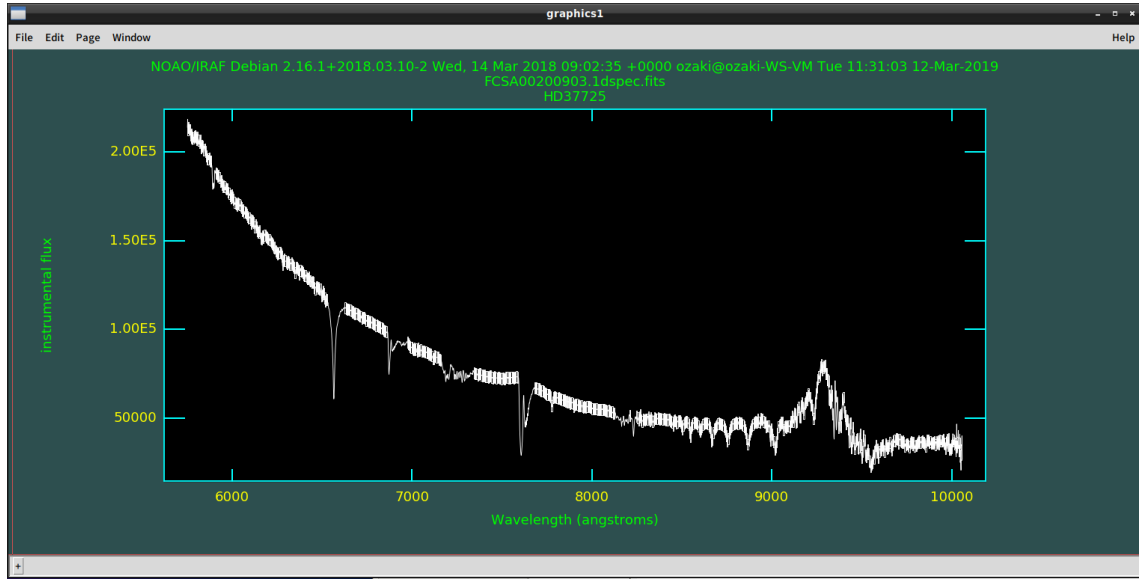 graphics1
File Edit Page Window Help
NOAO/IRAF Debian 2.16.1+2018.03.10-2 Wed, 14 Mar 2018 09:02:35 +0000 ozaki@ozaki-WS-VM Tue 11:31:03 12-Mar-2019
FCSA00200903.1dspec.fits
HD37725
2.00E5
1.50E5
1.00E5
50000
instrumental flux
6000 7000 8000 9000 10000
Wavelength (angstroms)
+